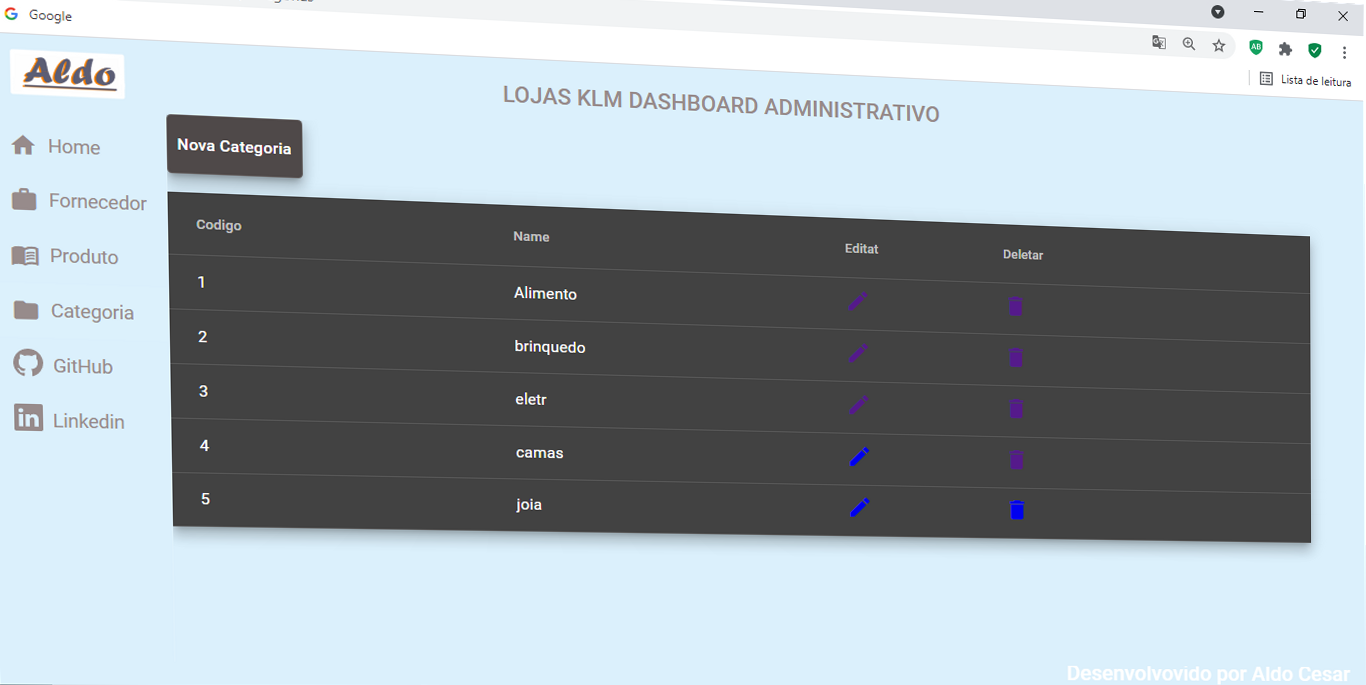 Google
Lista de leitura
Aldo
LOJAS KLM DASHBOARD ADMINISTRATIVO
Home
Fornecedor
Produto
Categoria
GitHub
Linkedin
Nova Categoria
Codigo Name Editat Deletar
1 Alimento
2 brinquedo
3 eletr
4 camas
5 joia
Desenvolvovido por Aldo Cesar